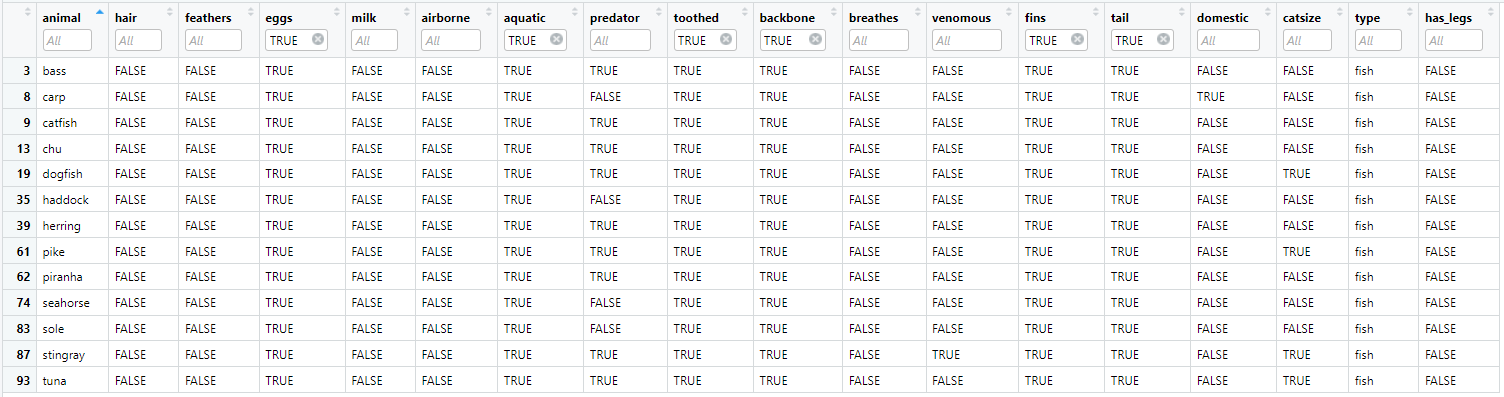 animal hair feathers eggs milk airborne aquatic predator toothed backbone breathes venomous fins tail domestic catsize type has_legs
All All All TRUE All All TRUE All TRUE TRUE All All TRUE TRUE All All All All
3 bass FALSE FALSE TRUE FALSE FALSE TRUE TRUE TRUE TRUE FALSE FALSE TRUE TRUE FALSE FALSE fish FALSE
8 carp FALSE FALSE TRUE FALSE FALSE TRUE FALSE TRUE TRUE FALSE FALSE TRUE TRUE TRUE FALSE fish FALSE
9 catfish FALSE FALSE TRUE FALSE FALSE TRUE TRUE TRUE TRUE FALSE FALSE TRUE TRUE FALSE FALSE fish FALSE
13 chu FALSE FALSE TRUE FALSE FALSE TRUE TRUE TRUE TRUE FALSE FALSE TRUE TRUE FALSE FALSE fish FALSE
19 dogfish FALSE FALSE TRUE FALSE FALSE TRUE TRUE TRUE TRUE FALSE FALSE TRUE TRUE FALSE TRUE fish FALSE
35 haddock FALSE FALSE TRUE FALSE FALSE TRUE FALSE TRUE TRUE FALSE FALSE TRUE TRUE FALSE FALSE fish FALSE
39 herring FALSE FALSE TRUE FALSE FALSE TRUE TRUE TRUE TRUE FALSE FALSE TRUE TRUE FALSE FALSE fish FALSE
61 pike FALSE FALSE TRUE FALSE FALSE TRUE TRUE TRUE TRUE FALSE FALSE TRUE TRUE FALSE TRUE fish FALSE
62 piranha FALSE FALSE TRUE FALSE FALSE TRUE TRUE TRUE TRUE FALSE FALSE TRUE TRUE FALSE FALSE fish FALSE
74 seahorse FALSE FALSE TRUE FALSE FALSE TRUE FALSE TRUE TRUE FALSE FALSE TRUE TRUE FALSE FALSE fish FALSE
83 sole FALSE FALSE TRUE FALSE FALSE TRUE FALSE TRUE TRUE FALSE FALSE TRUE TRUE FALSE FALSE fish FALSE
87 stingray FALSE FALSE TRUE FALSE FALSE TRUE TRUE TRUE TRUE FALSE TRUE TRUE TRUE FALSE TRUE fish FALSE
93 tuna FALSE FALSE TRUE FALSE FALSE TRUE TRUE TRUE TRUE FALSE FALSE TRUE TRUE FALSE TRUE fish FALSE